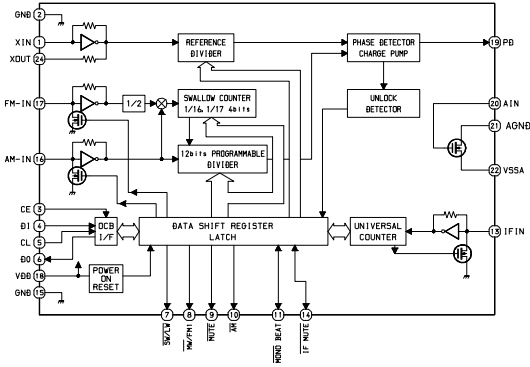 GND 2
XIN 1
XOUT 24
REFERENCE
DIVIDER
PHASE DETECTOR
CHARGE PUMP
19 PD
FM-IN 17
1/2
SWALLOW COUNTER
1/16, 1/17 4bits
UNLOCK
DETECTOR
20 AIN
21 AGND
22 VSSA
AM-IN 16
12bits PROGRAMMABLE
DIVIDER
CE 3
DI 4
CL 5
DO 6
VDD 18
GND 15
CCB
I/F
DATA SHIFT REGISTER
LATCH
UNIVERSAL
COUNTER
13 IFIN
POWER
ON
RESET
7 8 9 10 11 14
SW/LW
MW/FM1
MUTE
AM
MONO BEAT
IF MUTE